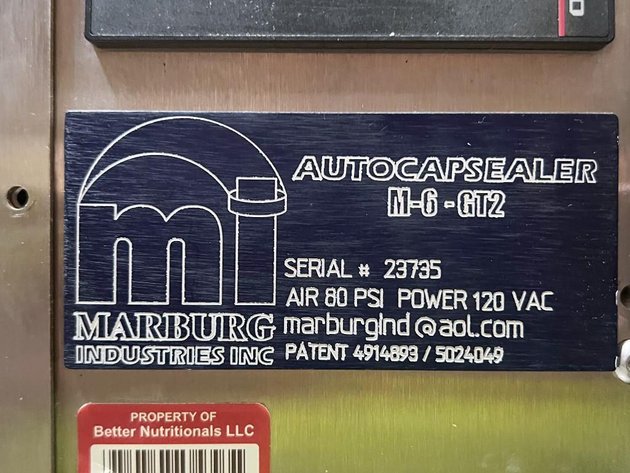 AUTOCAPSEALER
M-6-GT2
SERIAL # 23735
AIR 80 PSI POWER 120 VAC
marburgInd@aol.com
PATENT 4914893 / 5024049
mi
MARBURG
INDUSTRIES INC
PROPERTY OF
Better Nutritionals LLC